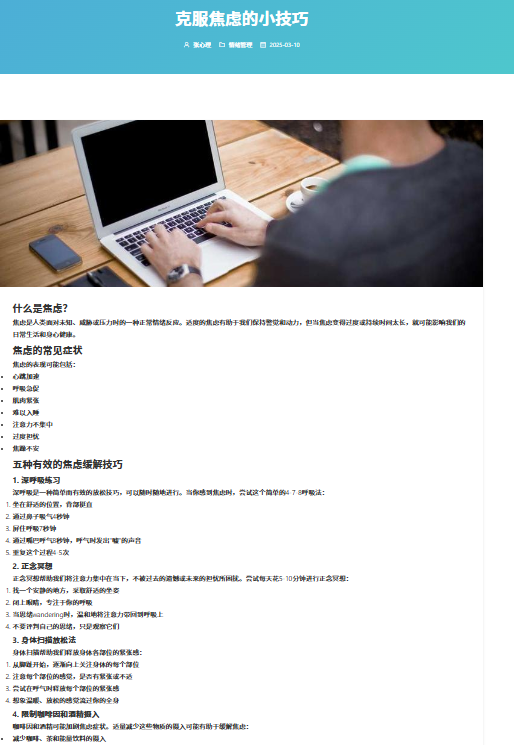 克服焦虑的小技巧
张心理 情绪管理 2025-03-10
什么是焦虑?
焦虑是人类面对未知、威胁或压力时的一种正常情绪反应。适度的焦虑有助于我们保持警觉和动力，但当焦虑变得过度或持续时间太长，就可能影响我们的
日常生活和身心健康。
焦虑的常见症状
焦虑的表现可能包括：
心跳加速
呼吸急促
肌肉紧张
难以入睡
注意力不集中
过度担忧
焦躁不安
五种有效的焦虑缓解技巧
1. 深呼吸练习
深呼吸是一种简单而有效的放松技巧，可以随时随地进行。当你感到焦虑时，尝试这个简单的4-7-8呼吸法：
1. 坐在舒适的位置，背部挺直
2. 通过鼻子吸气4秒钟
3. 屏住呼吸7秒钟
4. 通过嘴巴呼气8秒钟，呼气时发出"嘘"的声音
5. 重复这个过程4-5次
2. 正念冥想
正念冥想帮助我们将注意力集中在当下，不被过去的遗憾或未来的担忧所困扰。尝试每天花5-10分钟进行正念冥想：
1. 找一个安静的地方，采取舒适的坐姿
2. 闭上眼睛，专注于你的呼吸
3. 当思绪wandering时，温和地将注意力带回到呼吸上
4. 不要评判自己的思绪，只是观察它们
3. 身体扫描放松法
身体扫描帮助我们释放身体各部位的紧张感：
1. 从脚趾开始，逐渐向上关注身体的每个部位
2. 注意每个部位的感觉，是否有紧张或不适
3. 尝试在呼气时释放每个部位的紧张感
4. 想象温暖、放松的感觉流过你的全身
4. 限制咖啡因和酒精摄入
咖啡因和酒精可能加剧焦虑症状。适量减少这些物质的摄入可能有助于缓解焦虑：
减少咖啡、茶和能量饮料的摄入